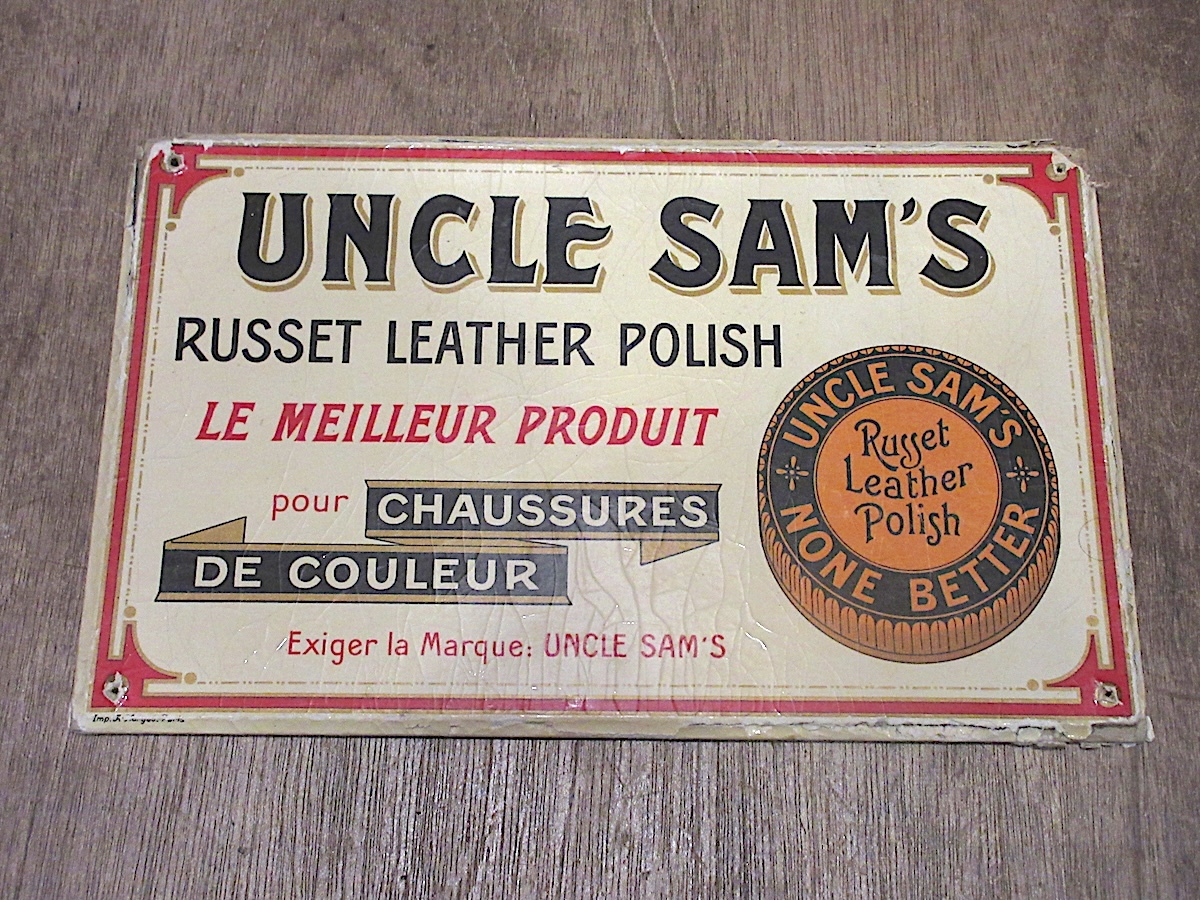 UNCLE SAM'S
RUSSET LEATHER POLISH
LE MEILLEUR PRODUIT
pour CHAUSSURES
DE COULEUR
Exiger la Marque: UNCLE SAM'S
UNCLE SAM'S
Russet
Leather
Polish
NONE BETTER
Imp.